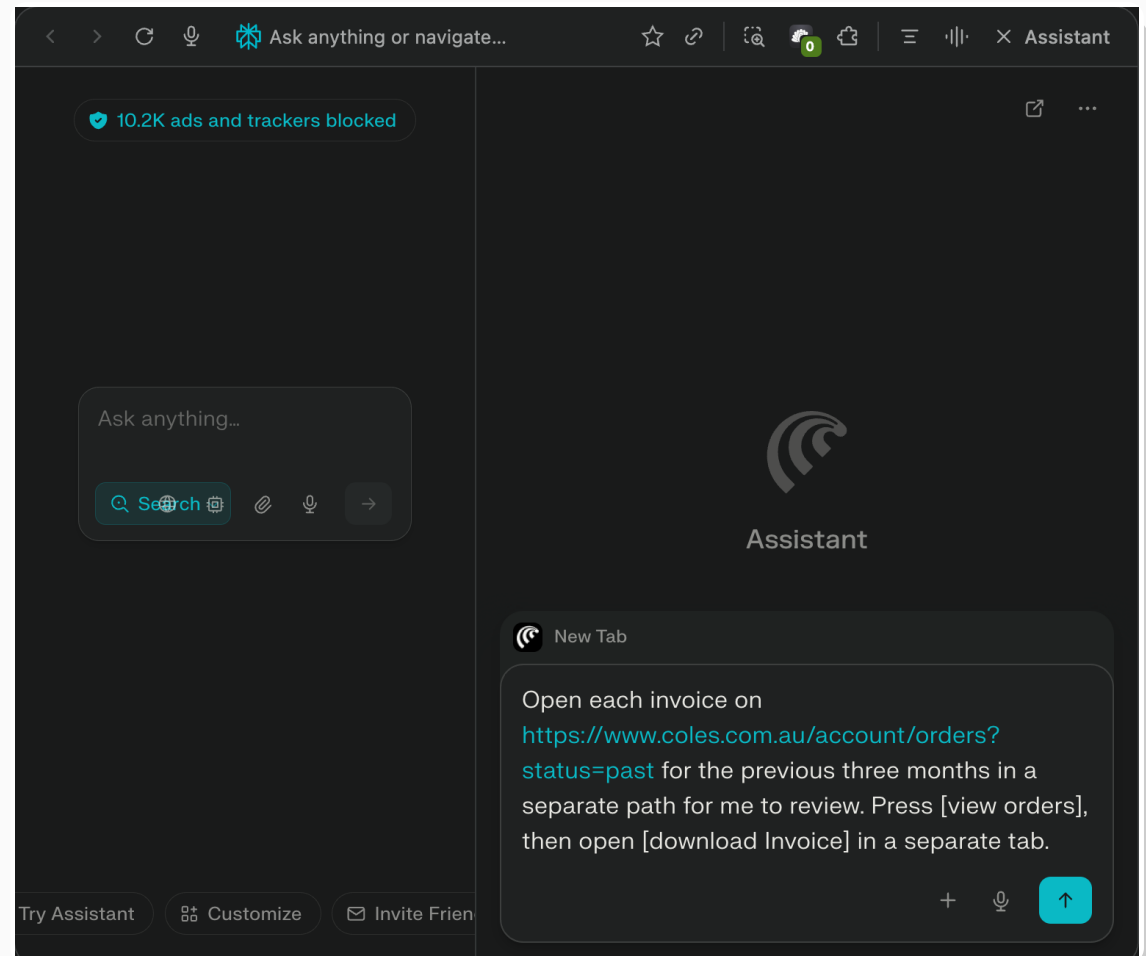 Ask anything or navigate...
0
Assistant
10.2K ads and trackers blocked
Ask anything...
Search
Assistant
New Tab
Open each invoice on
https://www.coles.com.au/account/orders?
status=past for the previous three months in a
separate path for me to review. Press [view orders],
then open [download Invoice] in a separate tab.
Try Assistant
Customize
Invite Frien